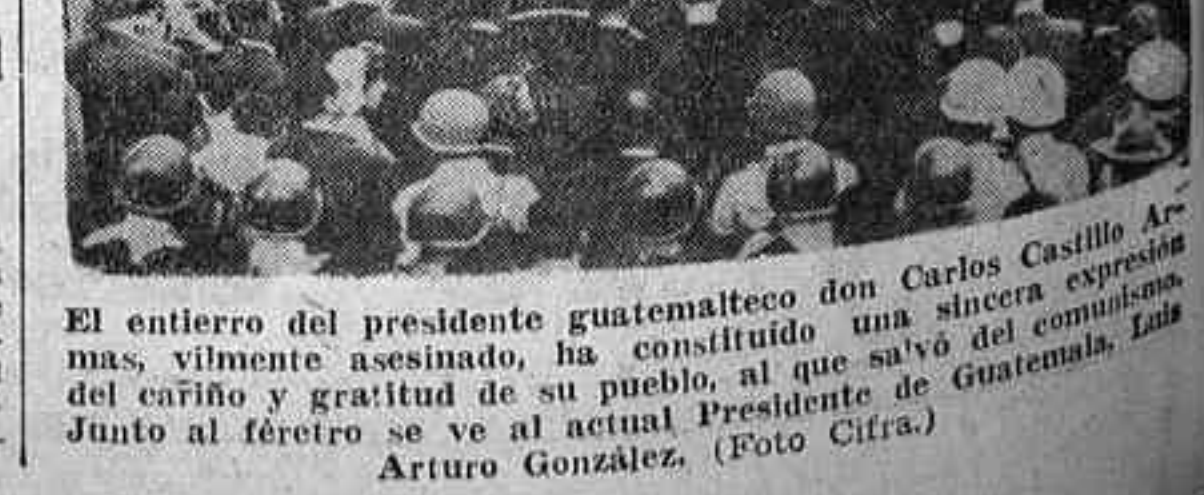 El entierro del presidente guatemalteco don Carlos Castillo Ar-
mas, vilmente asesinado, ha constituído una sincera expresión
del cariño y gratitud de su pueblo, al que salvó del comunismo.
Junto al féretro se ve al actual Presidente de Guatemala, Luis
Arturo González. (Foto Cifra.)